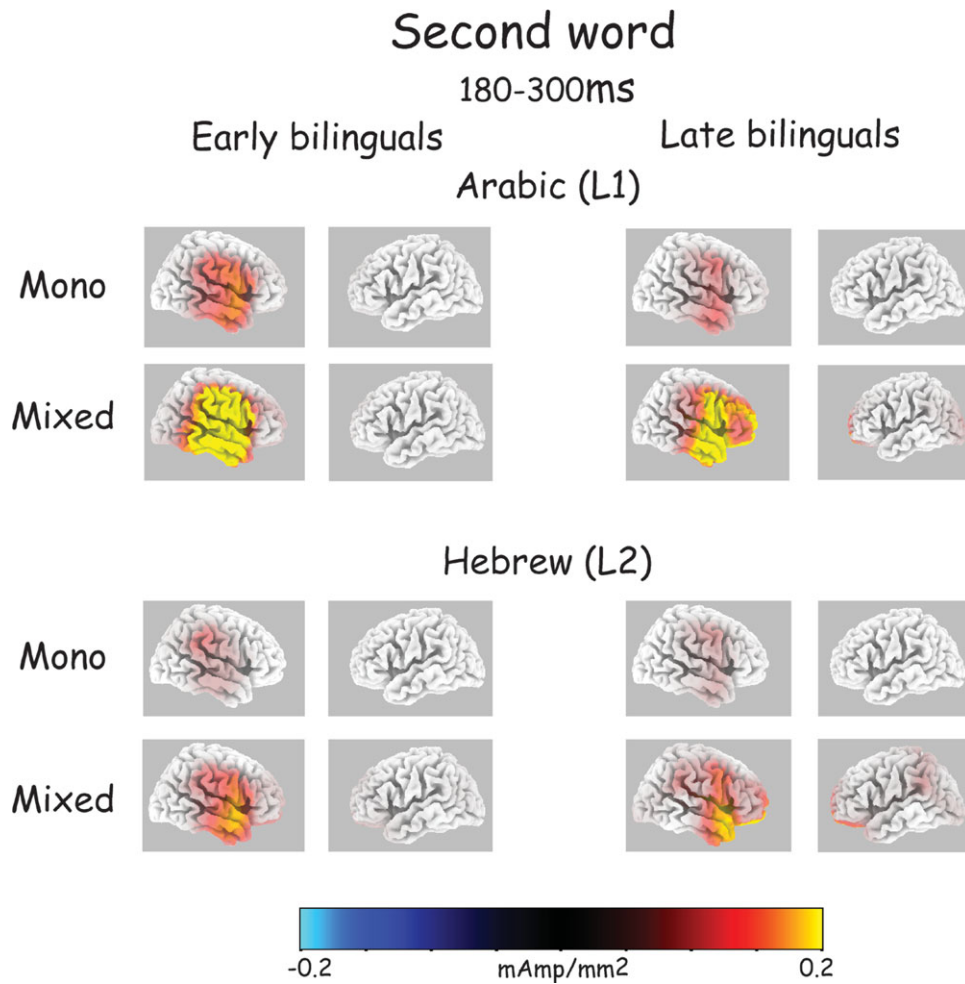 Second word
180-300ms
Early bilinguals Late bilinguals
Arabic (L1)
Mono
Mixed
Hebrew (L2)
Mono
Mixed
-0.2 mAmp/mm2 0.2